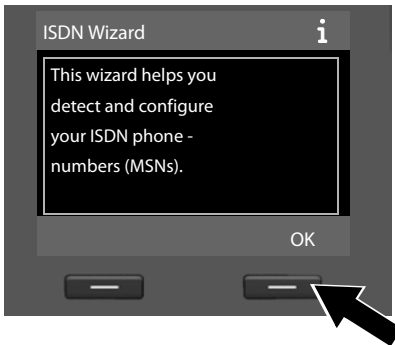 ISDN Wizard i
This wizard helps you
detect and configure
your ISDN phone -
numbers (MSNs).
OK